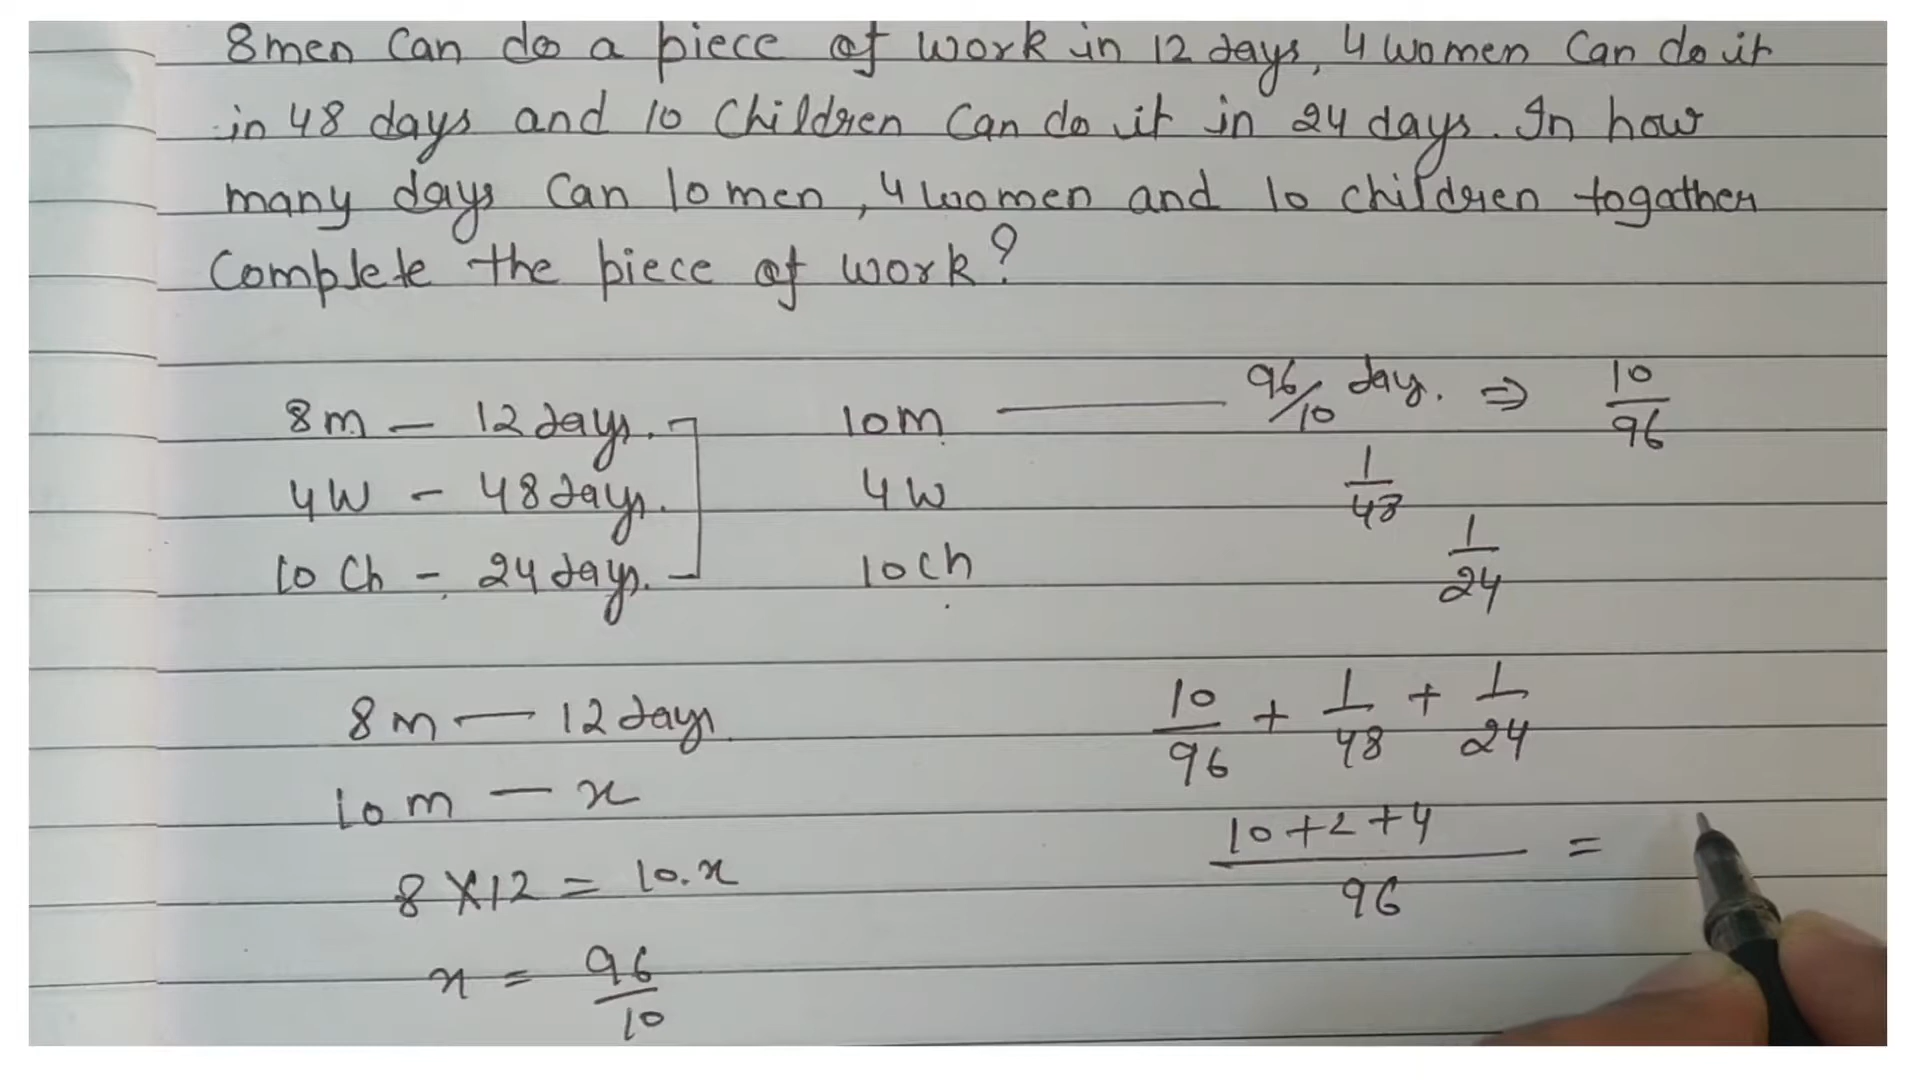 8men can do a piece of work in 12 days, 4 women can do it
in 48 days and 10 children can do it in 24 days. In how
many days can 10 men, 4 women and 10 children togather
complete the piece of work?
8m – 12 days. 10m — 96/10 day. ⇒ 10/96
4W – 48 days. 4W 1/48
10 Ch – 24 days. 10ch 1/24
8m — 12 days
10m — x
8 × 12 = 10.x
x = 96/10
10/96 + 1/48 + 1/24
10+2+4/96 =